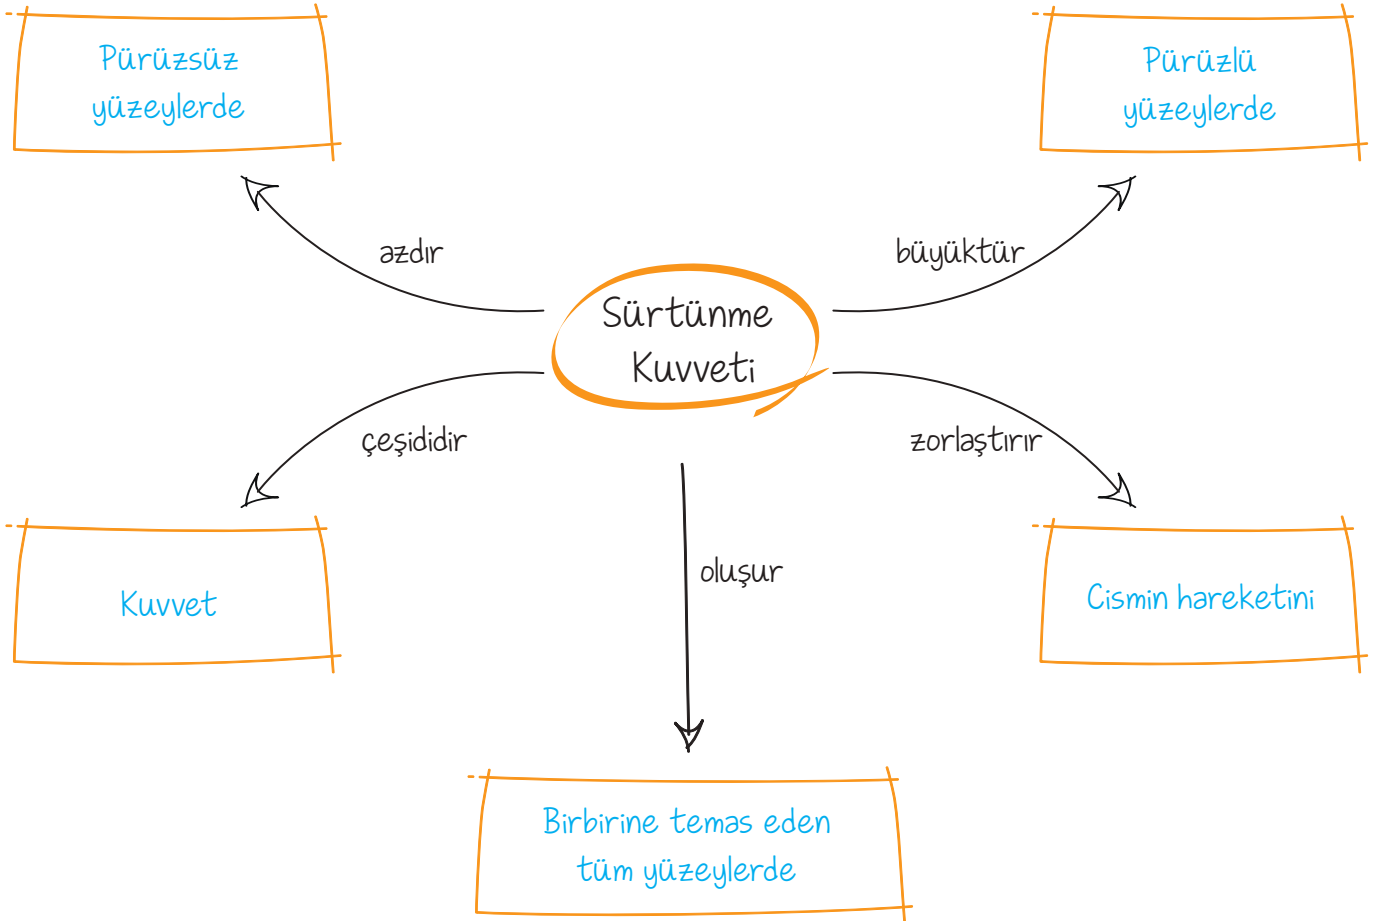 Pürüzsüz
yüzeylerde
Pürüzlü
yüzeylerde
azdır
büyüktür
Sürtünme
Kuvveti
çeşididir
zorlaştırır
Kuvvet
oluşur
Cismin hareketini
Birbirine temas eden
tüm yüzeylerde